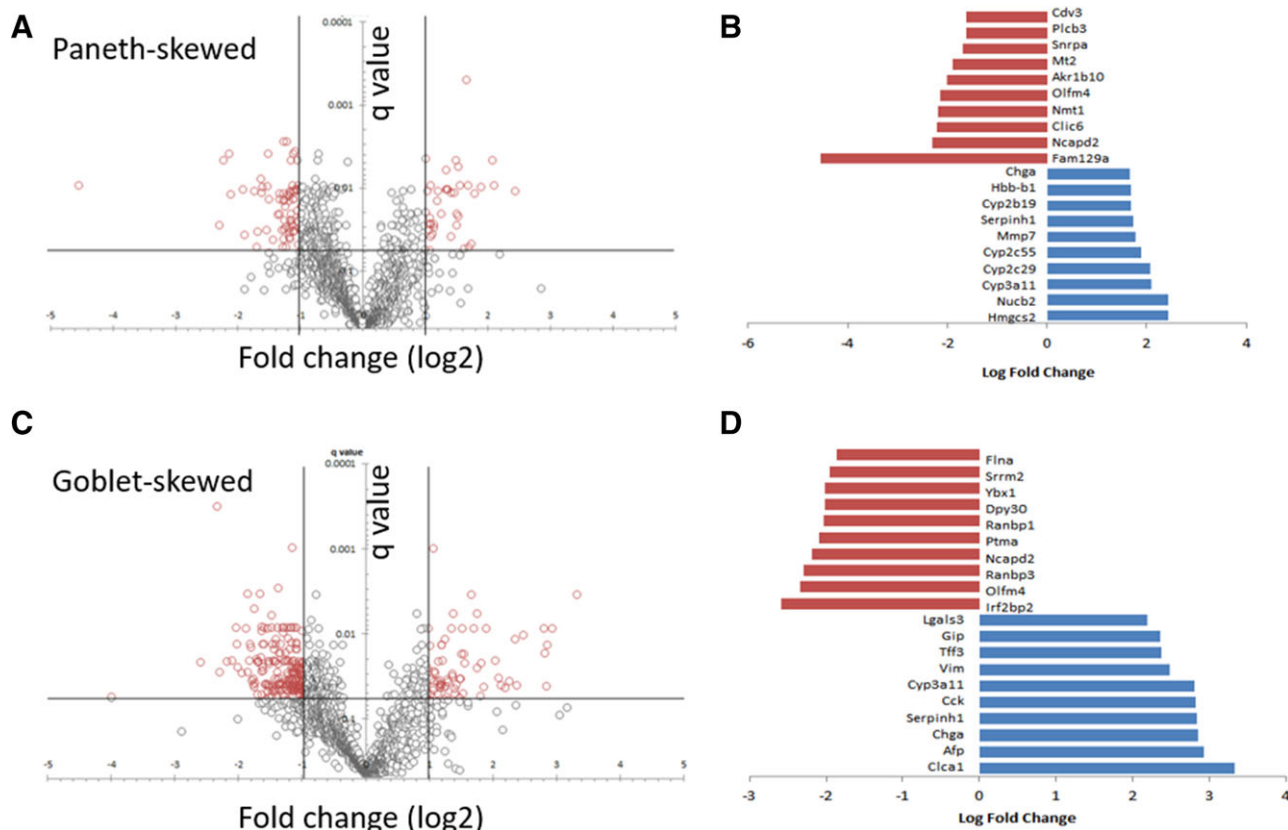 A
Paneth-skewed
q value
0.0001
0.001
0.01
0.1
-5
-4
-3
-2
-1
0
1
2
3
4
5
Fold change (log2)
B
Cdv3
Plcb3
Snrpa
Mt2
Akr1b10
Olfm4
Nmt1
Clic6
Ncapd2
Fam129a
Chga
Hbb-b1
Cyp2b19
Serpinh1
Mmp7
Cyp2c55
Cyp2c29
Cyp3a11
Nucb2
Hmgcs2
-6
-4
-2
0
2
4
Log Fold Change
C
Goblet-skewed
q value
q value
0.0001
0.001
0.01
0.1
-5
-4
-3
-2
-1
0
1
2
3
4
5
Fold change (log2)
D
Flna
Srrm2
Ybx1
Dpy30
Ranbp1
Ptma
Ncapd2
Ranbp3
Olfm4
Irf2bp2
Lgals3
Gip
Tff3
Vim
Cyp3a11
Cck
Serpinh1
Chga
Afp
Clca1
-3
-2
-1
0
1
2
3
4
Log Fold Change